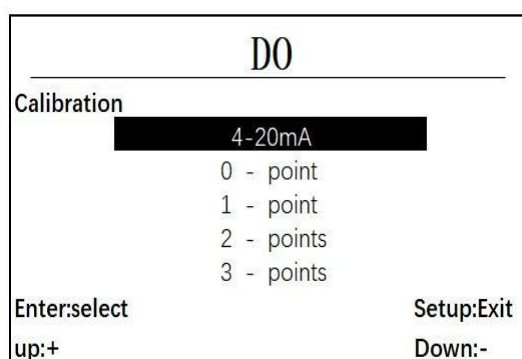 DO
Calibration
4-20mA
0 - point
1 - point
2 - points
3 - points
Enter:select Setup:Exit
up:+ Down:-